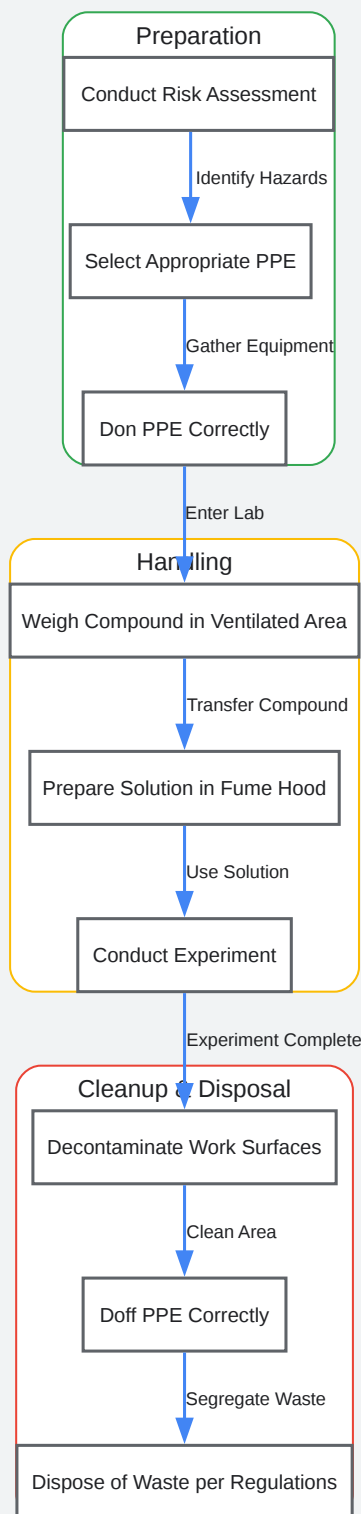 Preparation
Conduct Risk Assessment
Identify Hazards
Select Appropriate PPE
Gather Equipment
Don PPE Correctly
Enter Lab
Handling
Weigh Compound in Ventilated Area
Transfer Compound
Prepare Solution in Fume Hood
Use Solution
Conduct Experiment
Experiment Complete
Cleanup & Disposal
Decontaminate Work Surfaces
Clean Area
Doff PPE Correctly
Segregate Waste
Dispose of Waste per Regulations